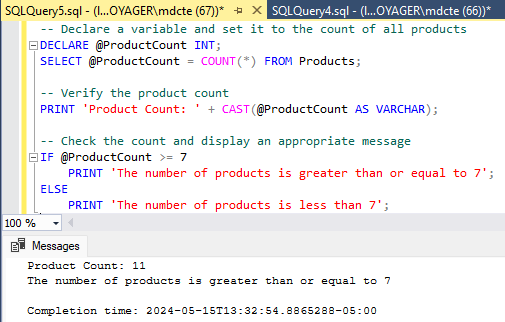 SQLQuery5.sql - (l...OYAGER\mdcte (67))*
SQLQuery4.sql - (l...OYAGER\mdcte (66))*
-- Declare a variable and set it to the count of all products
DECLARE @ProductCount INT;
SELECT @ProductCount = COUNT(*) FROM Products;
-- Verify the product count
PRINT 'Product Count: ' + CAST(@ProductCount AS VARCHAR);
-- Check the count and display an appropriate message
IF @ProductCount >= 7
PRINT 'The number of products is greater than or equal to 7';
ELSE
PRINT 'The number of products is less than 7';
100 %
Messages
Product Count: 11
The number of products is greater than or equal to 7
Completion time: 2024-05-15T13:32:54.8865288-05:00